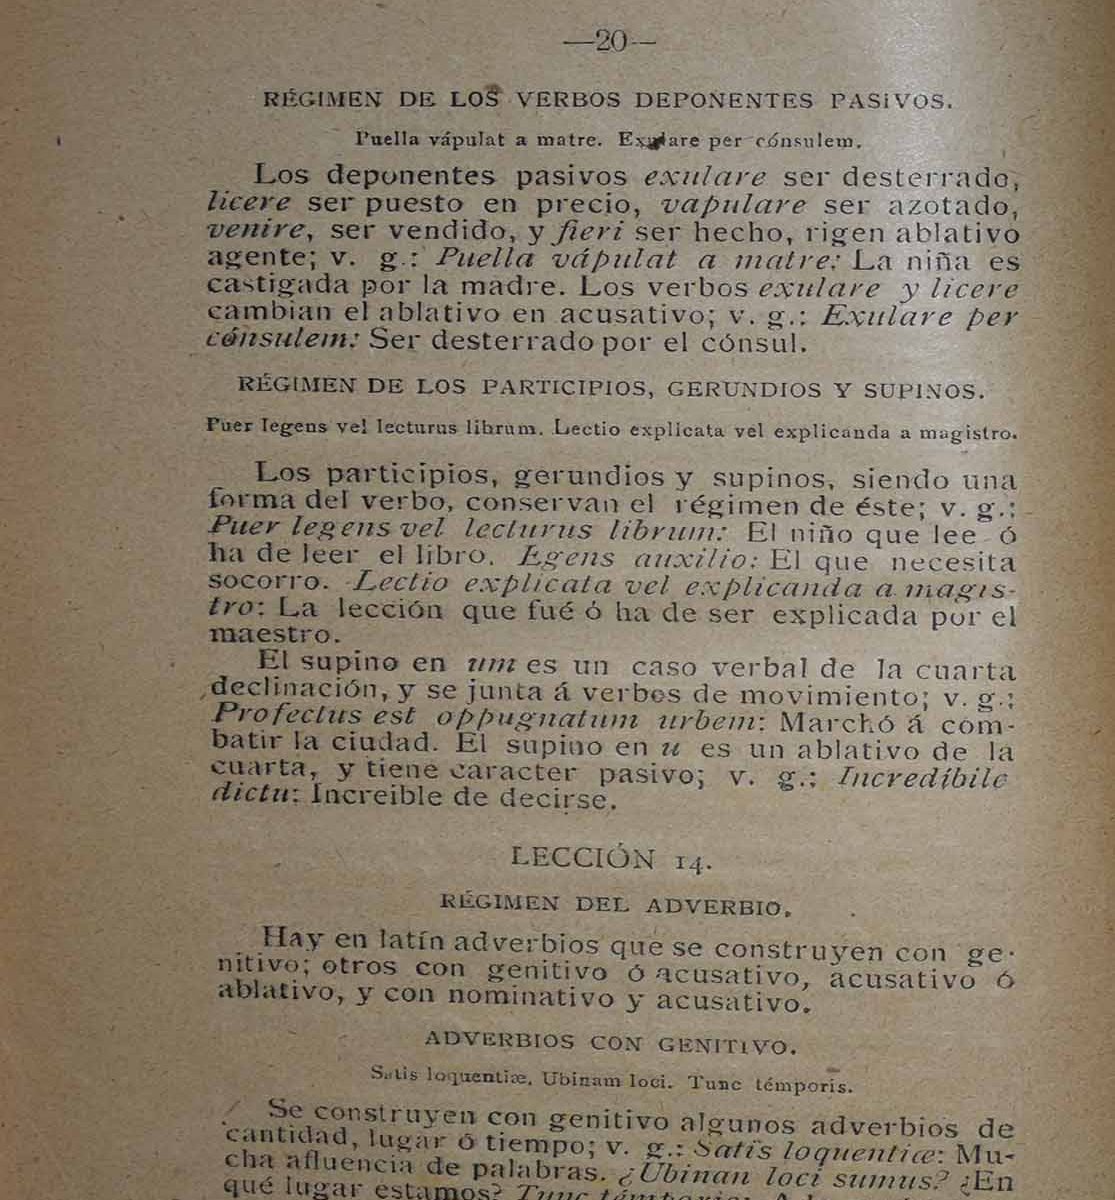 —20—
RÉGIMEN DE LOS VERBOS DEPONENTES PASiVOS.
Puella vápulat a matre. Exulare per cónsulem.
Los deponentes pasivos exulare ser desterrado,
licere ser puesto en precio, vapulare ser azotado,
venire, ser vendido, y fieri ser hecho, rigen ablativo
agente; v. g.: Puella vápulat a matre: La niña es
castigada por la madre. Los verbos exulare y licere
cambian el ablativo en acusativo; v. g.: Exulare per
cónsulem: Ser desterrado por el cónsul.
RÉGIMEN DE LOS PARTICIPIOS, GERUNDIOS Y SUPINOS.
Puer legens vel lecturus librum. Lectio explicata vel explicanda a magistro.
Los participios, gerundios y supinos, siendo una
forma del verbo, conservan el régimen de éste; v. g.:
Puer legens vel lecturus librum: El niño que lee ó
ha de leer el libro. Egens auxilio: El que necesita
socorro. Lectio explicata vel explicanda a magis-
tro: La lección que fué ó ha de ser explicada por el
maestro.
El supino en um es un caso verbal de la cuarta
declinación, y se junta á verbos de movimiento; v. g.:
Profectus est oppugnatum urbem: Marchó á com-
batir la ciudad. El supino en u es un ablativo de la
cuarta, y tiene caracter pasivo; v. g.: Incredíbile
dictu: Increible de decirse.
LECCIÓN 14.
RÉGIMEN DEL ADVERBIO.
Hay en latín adverbios que se construyen con ge-
nitivo; otros con genitivo ó acusativo, acusativo ó
ablativo, y con nominativo y acusativo.
ADVERBIOS CON GENITIVO.
Satis loquentiæ. Ubinam loci. Tunc témporis.
Se construyen con genitivo algunos adverbios de
cantidad, lugar ó tiempo; v. g.: Satis loquentiæ: Mu-
cha afluencia de palabras. ¿Ubinan loci sumus? ¿En
qué lugar estamos? Tunc témporis: